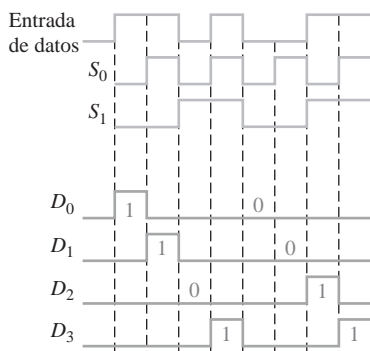 Entrada
de datos
S0
S1
D0 1 0
D1 1 0
D2 0 1
D3 1 1